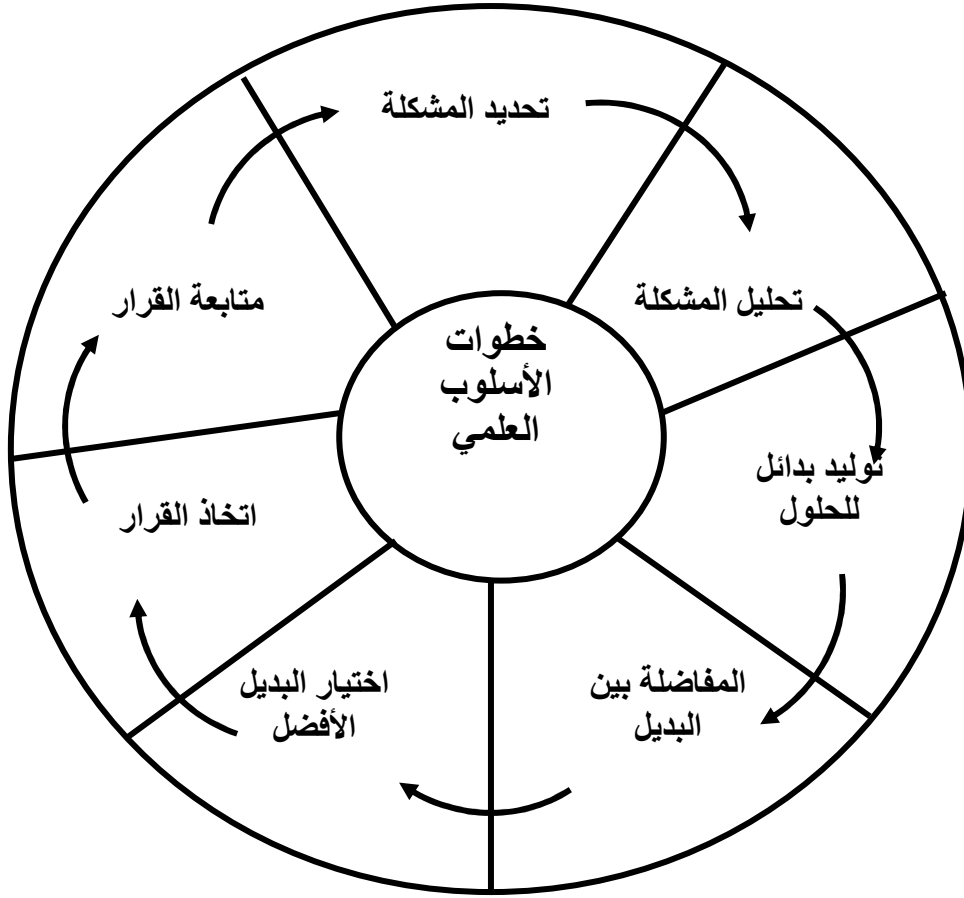 تحديد المشكلة
تحليل المشكلة
توليد بدائل
للحلول
المفاضلة بين
البديل
اختيار البديل
الأفضل
اتخاذ القرار
متابعة القرار
خطوات
الأسلوب
العلمي